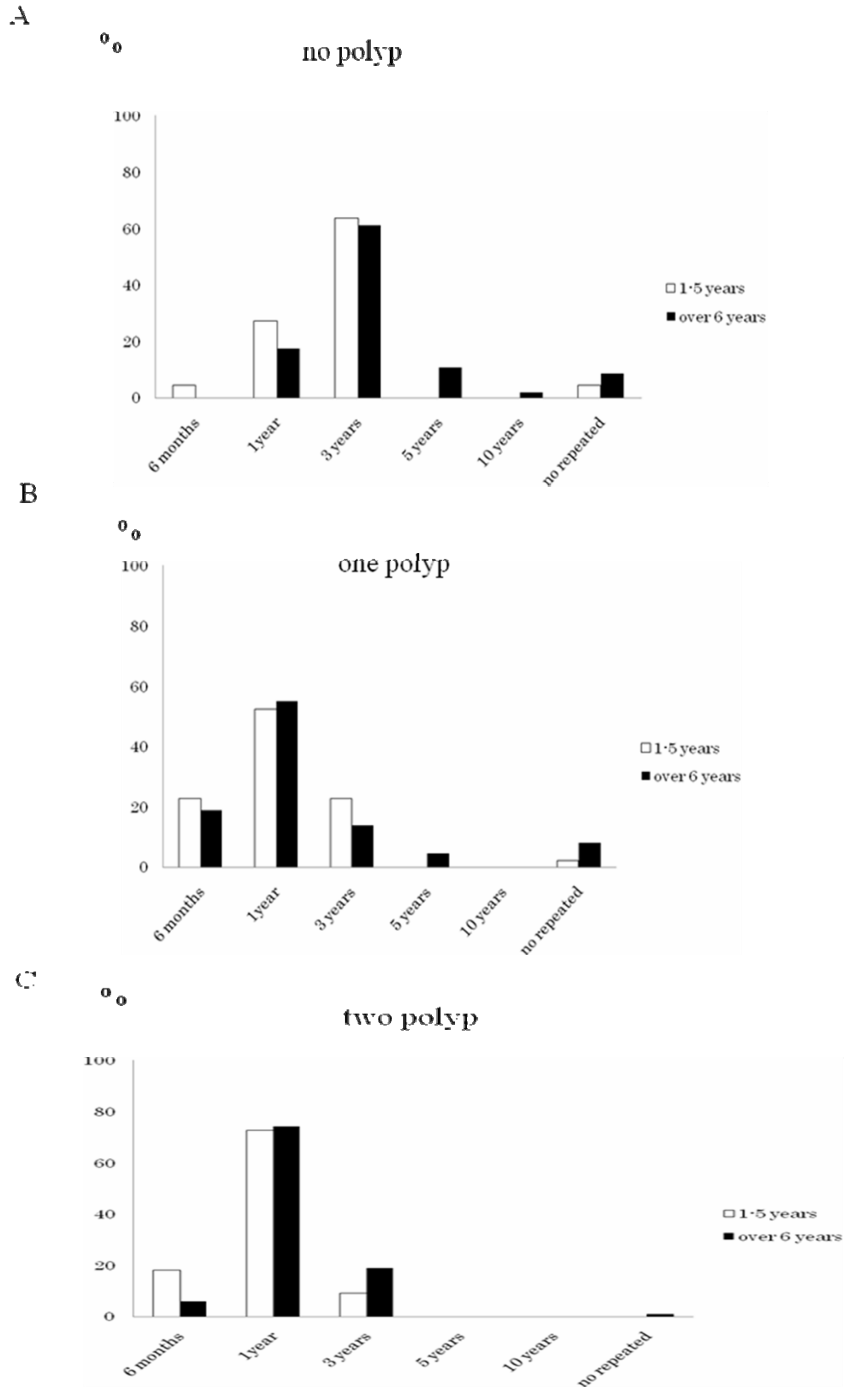 A
%
no polyp
100
80
60
40
20
0
1-5 years
over 6 years
6 months
1year
3 years
5 years
10 years
no repeated
B
%
one polyp
100
80
60
40
20
0
1-5 years
over 6 years
6 months
1year
3 years
5 years
10 years
no repeated
C
%
two polyp
100
80
60
40
20
0
1-5 years
over 6 years
6 months
1year
3 years
5 years
10 years
no repeated